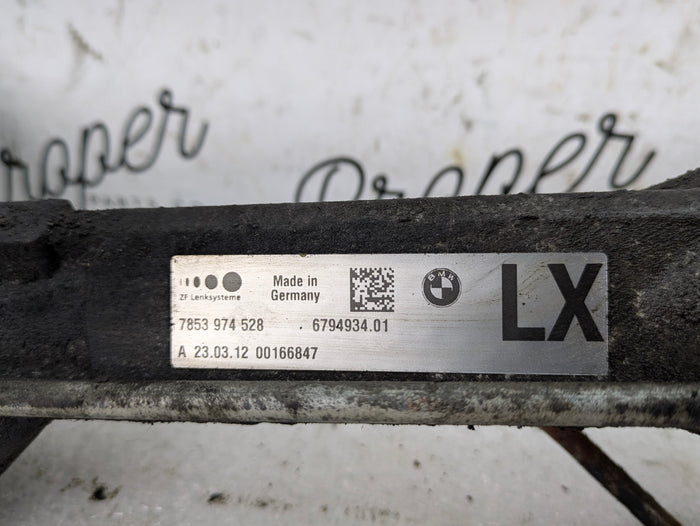 Proper
Proper
ZF Lenksysteme
Made in
Germany
BMW
LX
7853 974 528 6794934.01
A 23.03.12 00166847